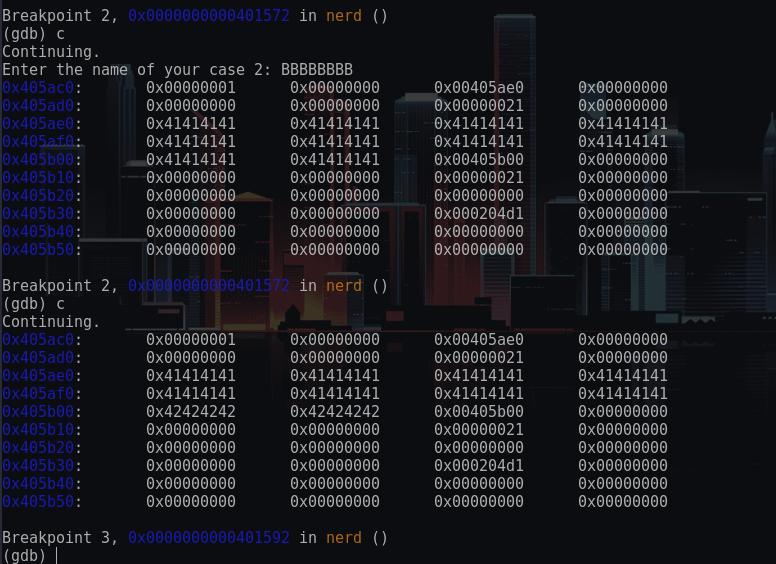 Breakpoint 2, 0x0000000000401572 in nerd ()
(gdb) c
Continuing.
Enter the name of your case 2: BBBBBBBB
0x405ac0: 0x00000001 0x00000000 0x00405ae0 0x00000000
0x405ad0: 0x00000000 0x00000000 0x00000021 0x00000000
0x405ae0: 0x41414141 0x41414141 0x41414141 0x41414141
0x405af0: 0x41414141 0x41414141 0x41414141 0x41414141
0x405b00: 0x41414141 0x41414141 0x00405b00 0x00000000
0x405b10: 0x00000000 0x00000000 0x00000021 0x00000000
0x405b20: 0x00000000 0x00000000 0x00000000 0x00000000
0x405b30: 0x00000000 0x00000000 0x000204d1 0x00000000
0x405b40: 0x00000000 0x00000000 0x00000000 0x00000000
0x405b50: 0x00000000 0x00000000 0x00000000 0x00000000
Breakpoint 2, 0x0000000000401572 in nerd ()
(gdb) c
Continuing.
0x405ac0: 0x00000001 0x00000000 0x00405ae0 0x00000000
0x405ad0: 0x00000000 0x00000000 0x00000021 0x00000000
0x405ae0: 0x41414141 0x41414141 0x41414141 0x41414141
0x405af0: 0x41414141 0x41414141 0x41414141 0x41414141
0x405b00: 0x42424242 0x42424242 0x00405b00 0x00000000
0x405b10: 0x00000000 0x00000000 0x00000021 0x00000000
0x405b20: 0x00000000 0x00000000 0x00000000 0x00000000
0x405b30: 0x00000000 0x00000000 0x000204d1 0x00000000
0x405b40: 0x00000000 0x00000000 0x00000000 0x00000000
0x405b50: 0x00000000 0x00000000 0x00000000 0x00000000
Breakpoint 3, 0x0000000000401592 in nerd ()
(gdb)